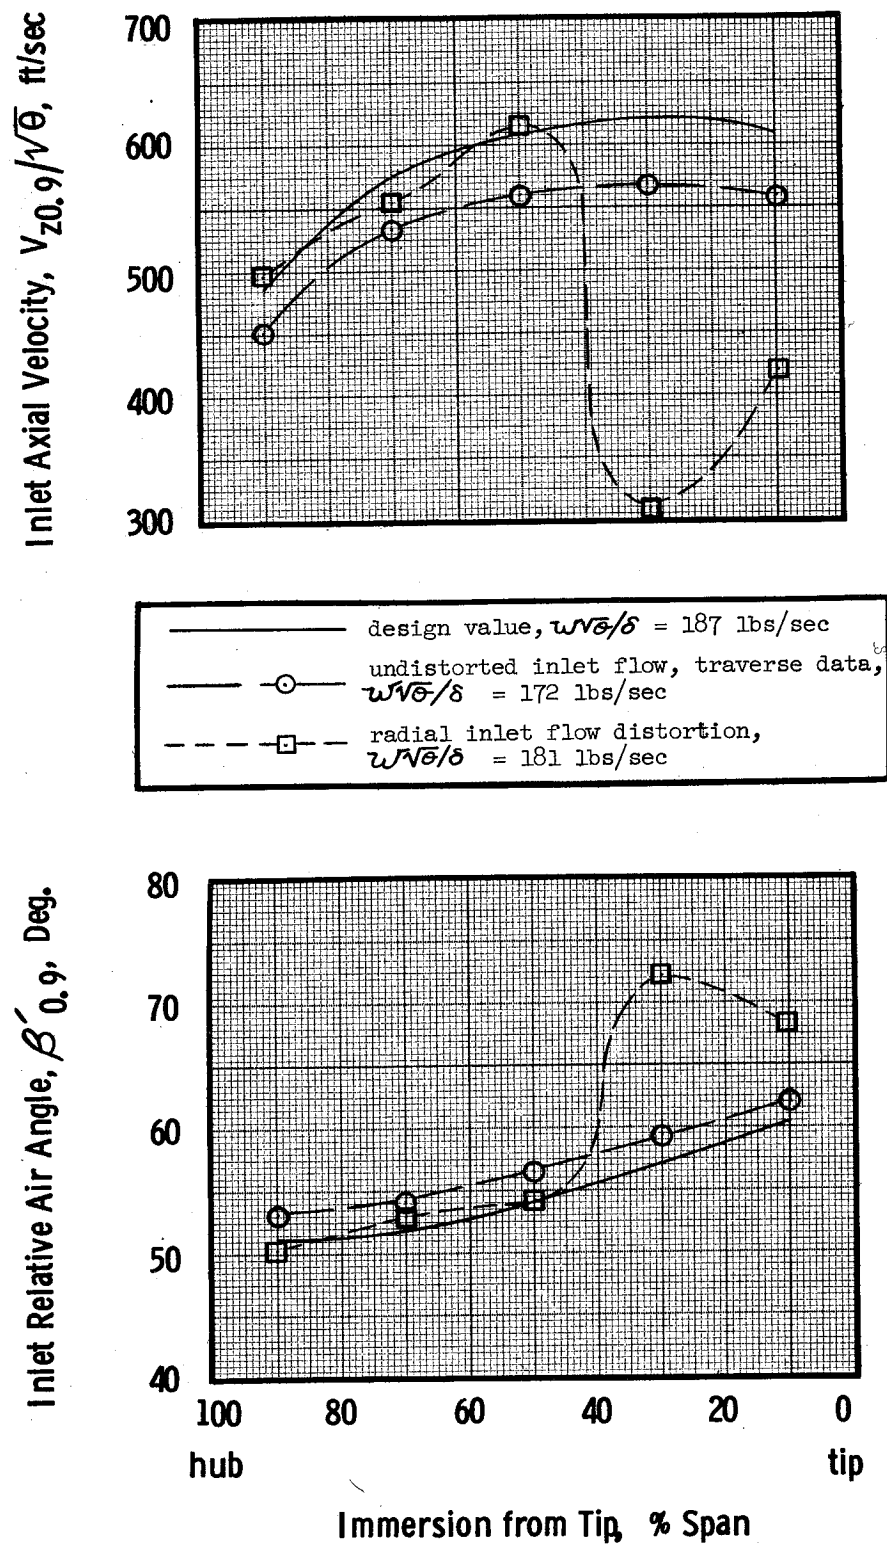 Inlet Axial Velocity, Vz0.9/√θ, ft/sec
700
600
500
400
300
design value, w√θ/δ = 187 lbs/sec
undistorted inlet flow, traverse data,
w√θ/δ = 172 lbs/sec
radial inlet flow distortion,
w√θ/δ = 181 lbs/sec
Inlet Relative Air Angle, β′0.9, Deg.
80
70
60
50
40
100 80 60 40 20 0
hub tip
Immersion from Tip, % Span